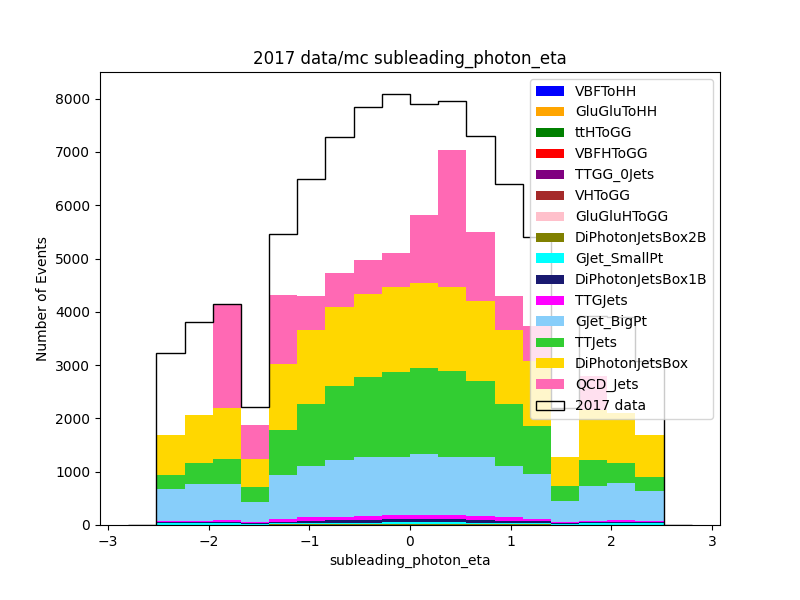 2017 data/mc subleading_photon_eta
Number of Events
8000
7000
6000
5000
4000
3000
2000
1000
0
−3
−2
−1
0
1
2
3
subleading_photon_eta
VBFToHH
GluGluToHH
ttHToGG
VBFHToGG
TTGG_0Jets
VHToGG
GluGluHToGG
DiPhotonJetsBox2B
GJet_SmallPt
DiPhotonJetsBox1B
TTGJets
GJet_BigPt
TTJets
DiPhotonJetsBox
QCD_Jets
2017 data